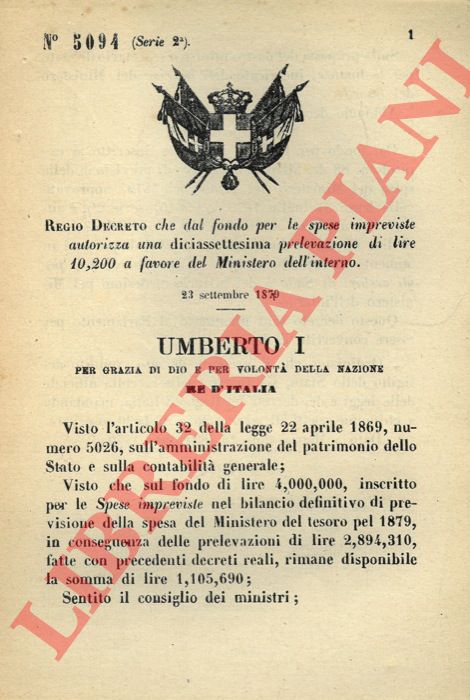 Nº 5094 (Serie 2ª). 1
REGIO DECRETO che dal fondo per le spese impreviste
autorizza una diciassettesima prelevazione di lire
10,200 a favore del Ministero dell'interno.
23 settembre 1879
UMBERTO I
PER GRAZIA DI DIO E PER VOLONTÀ DELLA NAZIONE
RE D'ITALIA
Visto l'articolo 32 della legge 22 aprile 1869, nu-
mero 5026, sull'amministrazione del patrimonio dello
Stato e sulla contabilità generale;
Visto che sul fondo di lire 4,000,000, inscritto
per le Spese impreviste nel bilancio definitivo di pre-
visione della spesa del Ministero del tesoro pel 1879,
in conseguenza delle prelevazioni di lire 2,894,310,
fatte con precedenti decreti reali, rimane disponibile
la somma di lire 1,105,690;
Sentito il consiglio dei ministri;
LIBRERIA PIANI